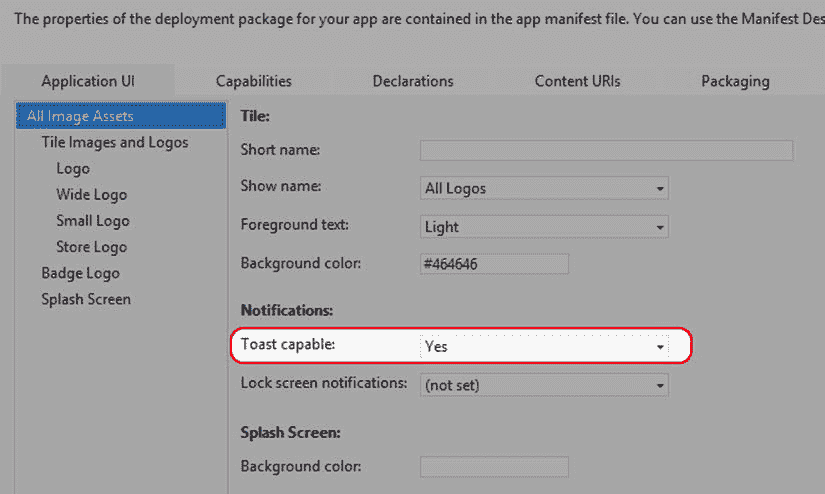 The properties of the deployment package for your app are contained in the app manifest file. You can use the Manifest Des
Application UI Capabilities Declarations Content URIs Packaging
All Image Assets
Tile Images and Logos
Logo
Wide Logo
Small Logo
Store Logo
Badge Logo
Splash Screen
Tile:
Short name:
Show name: All Logos
Foreground text: Light
Background color: #464646
Notifications:
Toast capable: Yes
Lock screen notifications: (not set)
Splash Screen:
Background color: